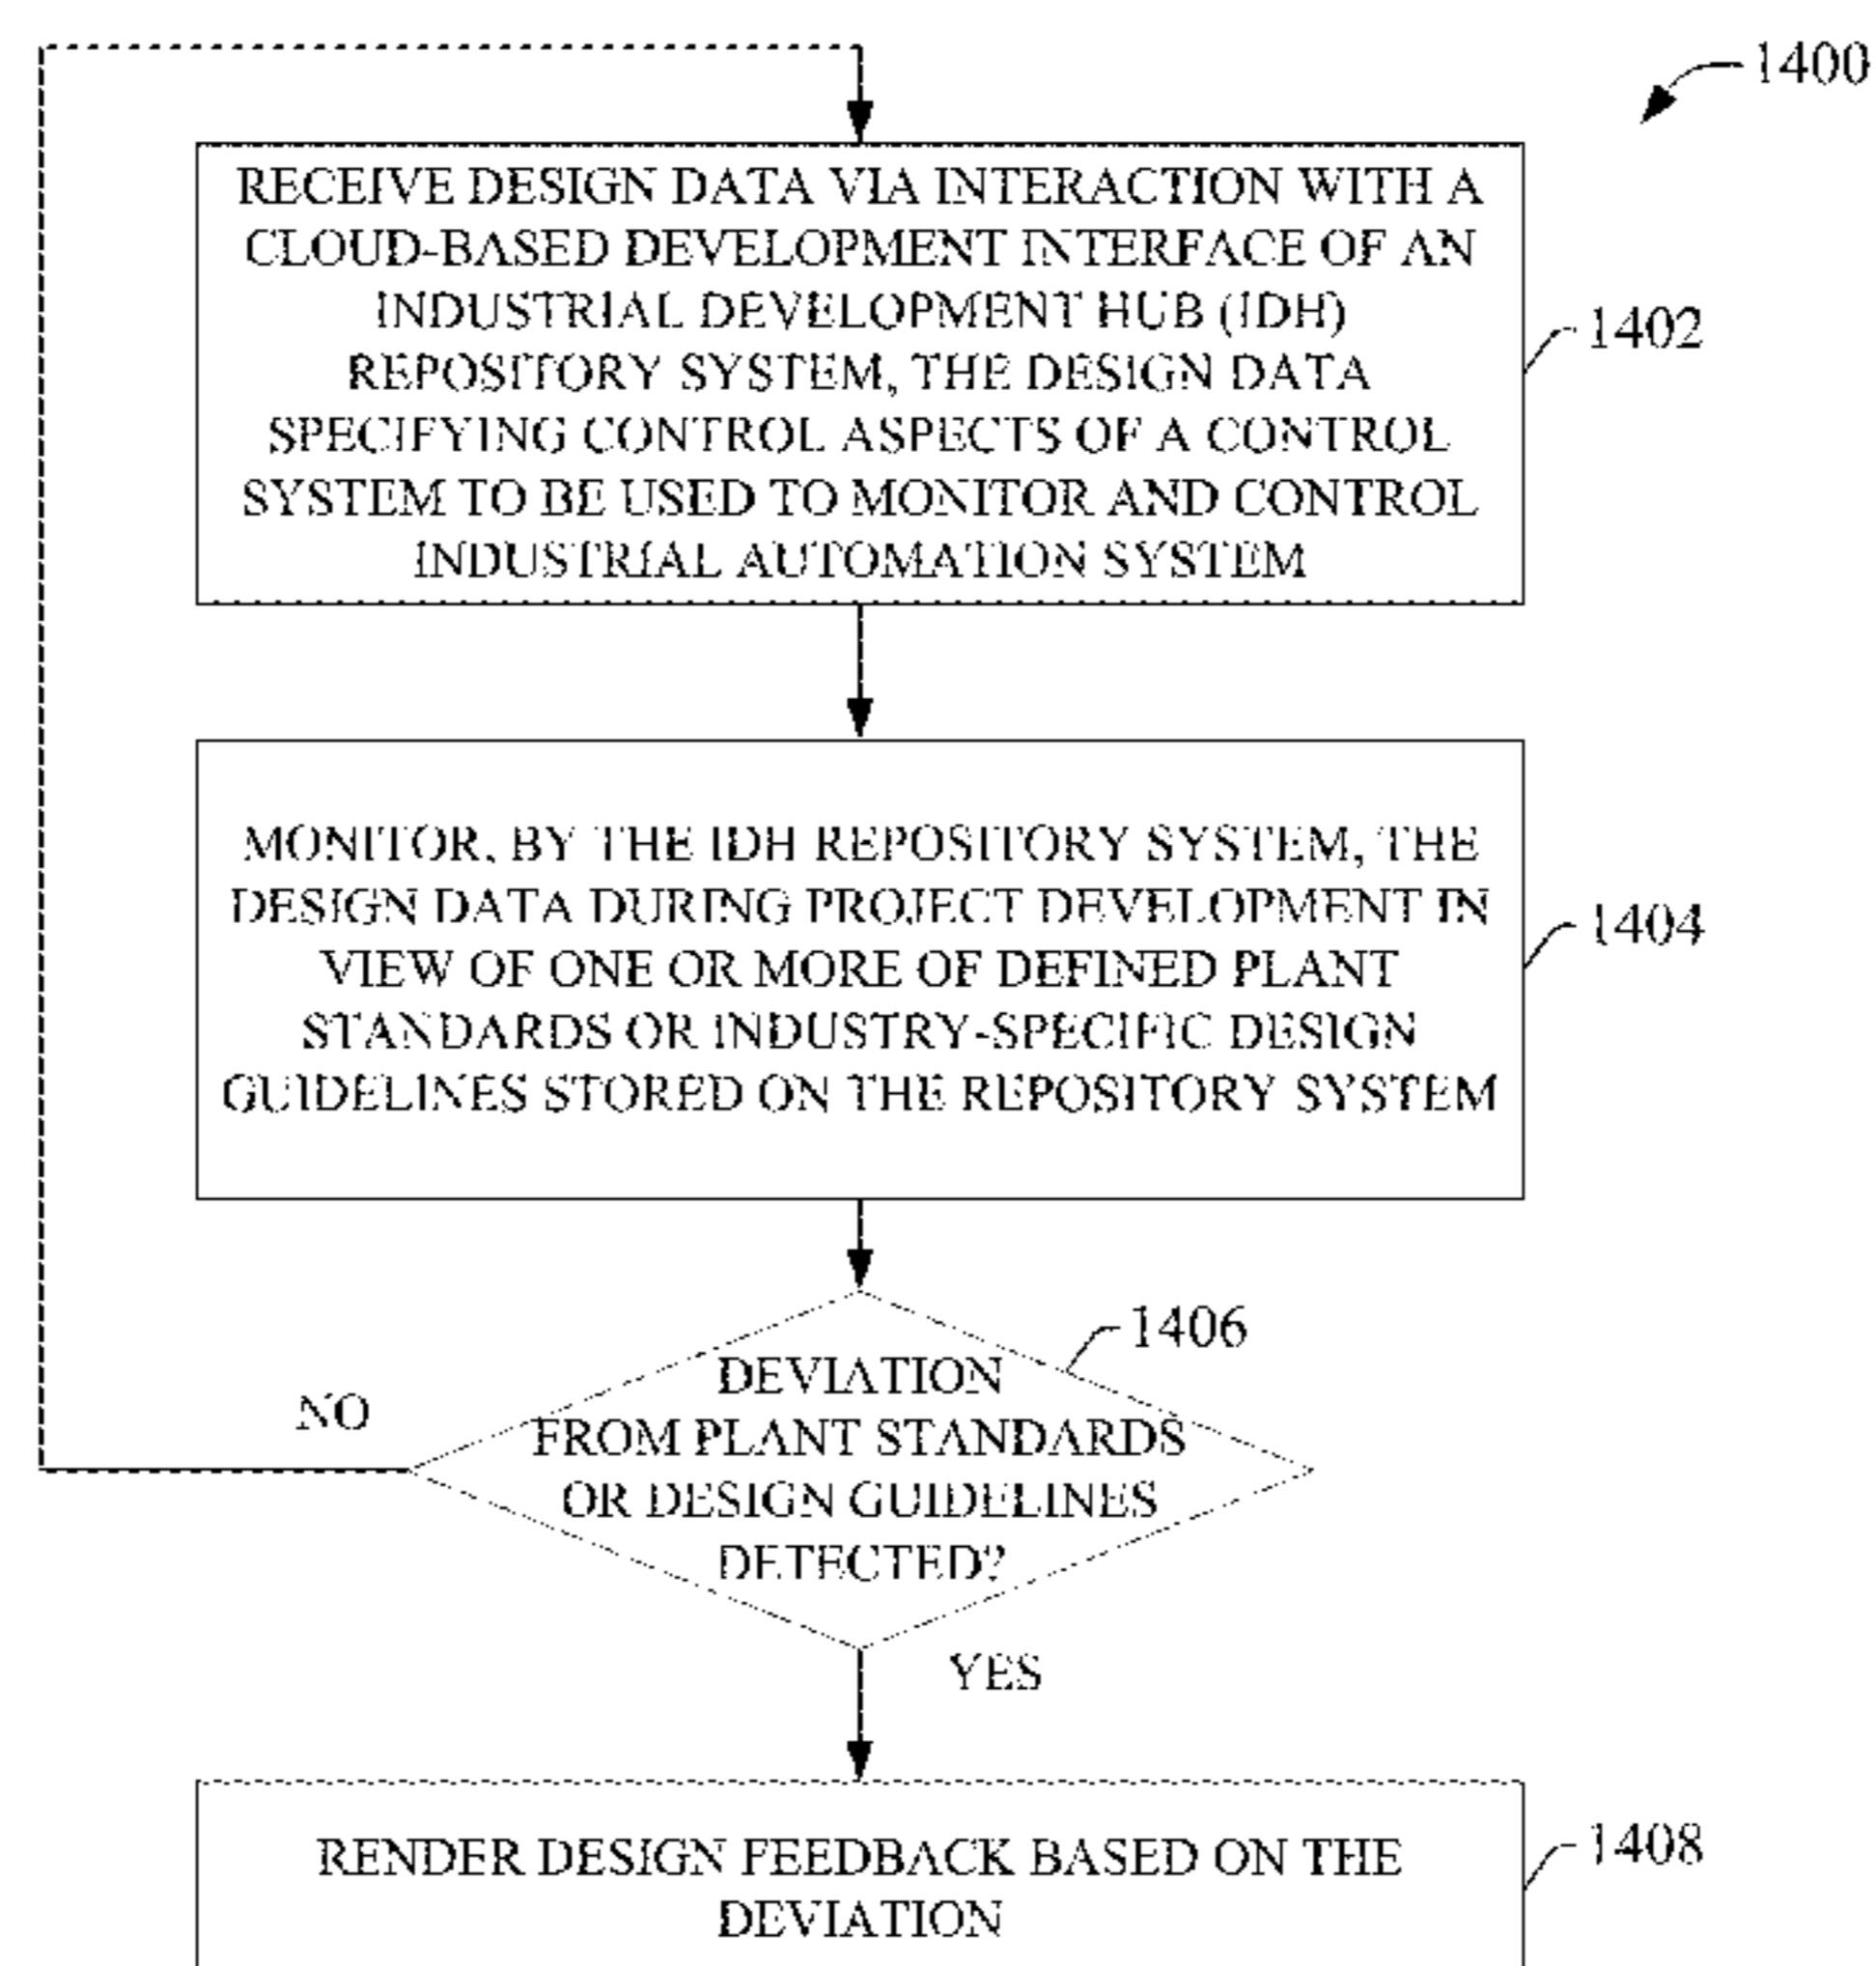 1400
RECEIVE DESIGN DATA VIA INTERACTION WITH A
CLOUD-BASED DEVELOPMENT INTERFACE OF AN
INDUSTRIAL DEVELOPMENT HUB (IDH)
REPOSITORY SYSTEM, THE DESIGN DATA
SPECIFYING CONTROL ASPECTS OF A CONTROL
SYSTEM TO BE USED TO MONITOR AND CONTROL
INDUSTRIAL AUTOMATION SYSTEM
1402
MONITOR, BY THE IDH REPOSITORY SYSTEM, THE
DESIGN DATA DURING PROJECT DEVELOPMENT IN
VIEW OF ONE OR MORE OF DEFINED PLANT
STANDARDS OR INDUSTRY-SPECIFIC DESIGN
GUIDELINES STORED ON THE REPOSITORY SYSTEM
1404
1406
DEVIATION
FROM PLANT STANDARDS
OR DESIGN GUIDELINES
DETECTED?
NO
YES
RENDER DESIGN FEEDBACK BASED ON THE
DEVIATION
1408